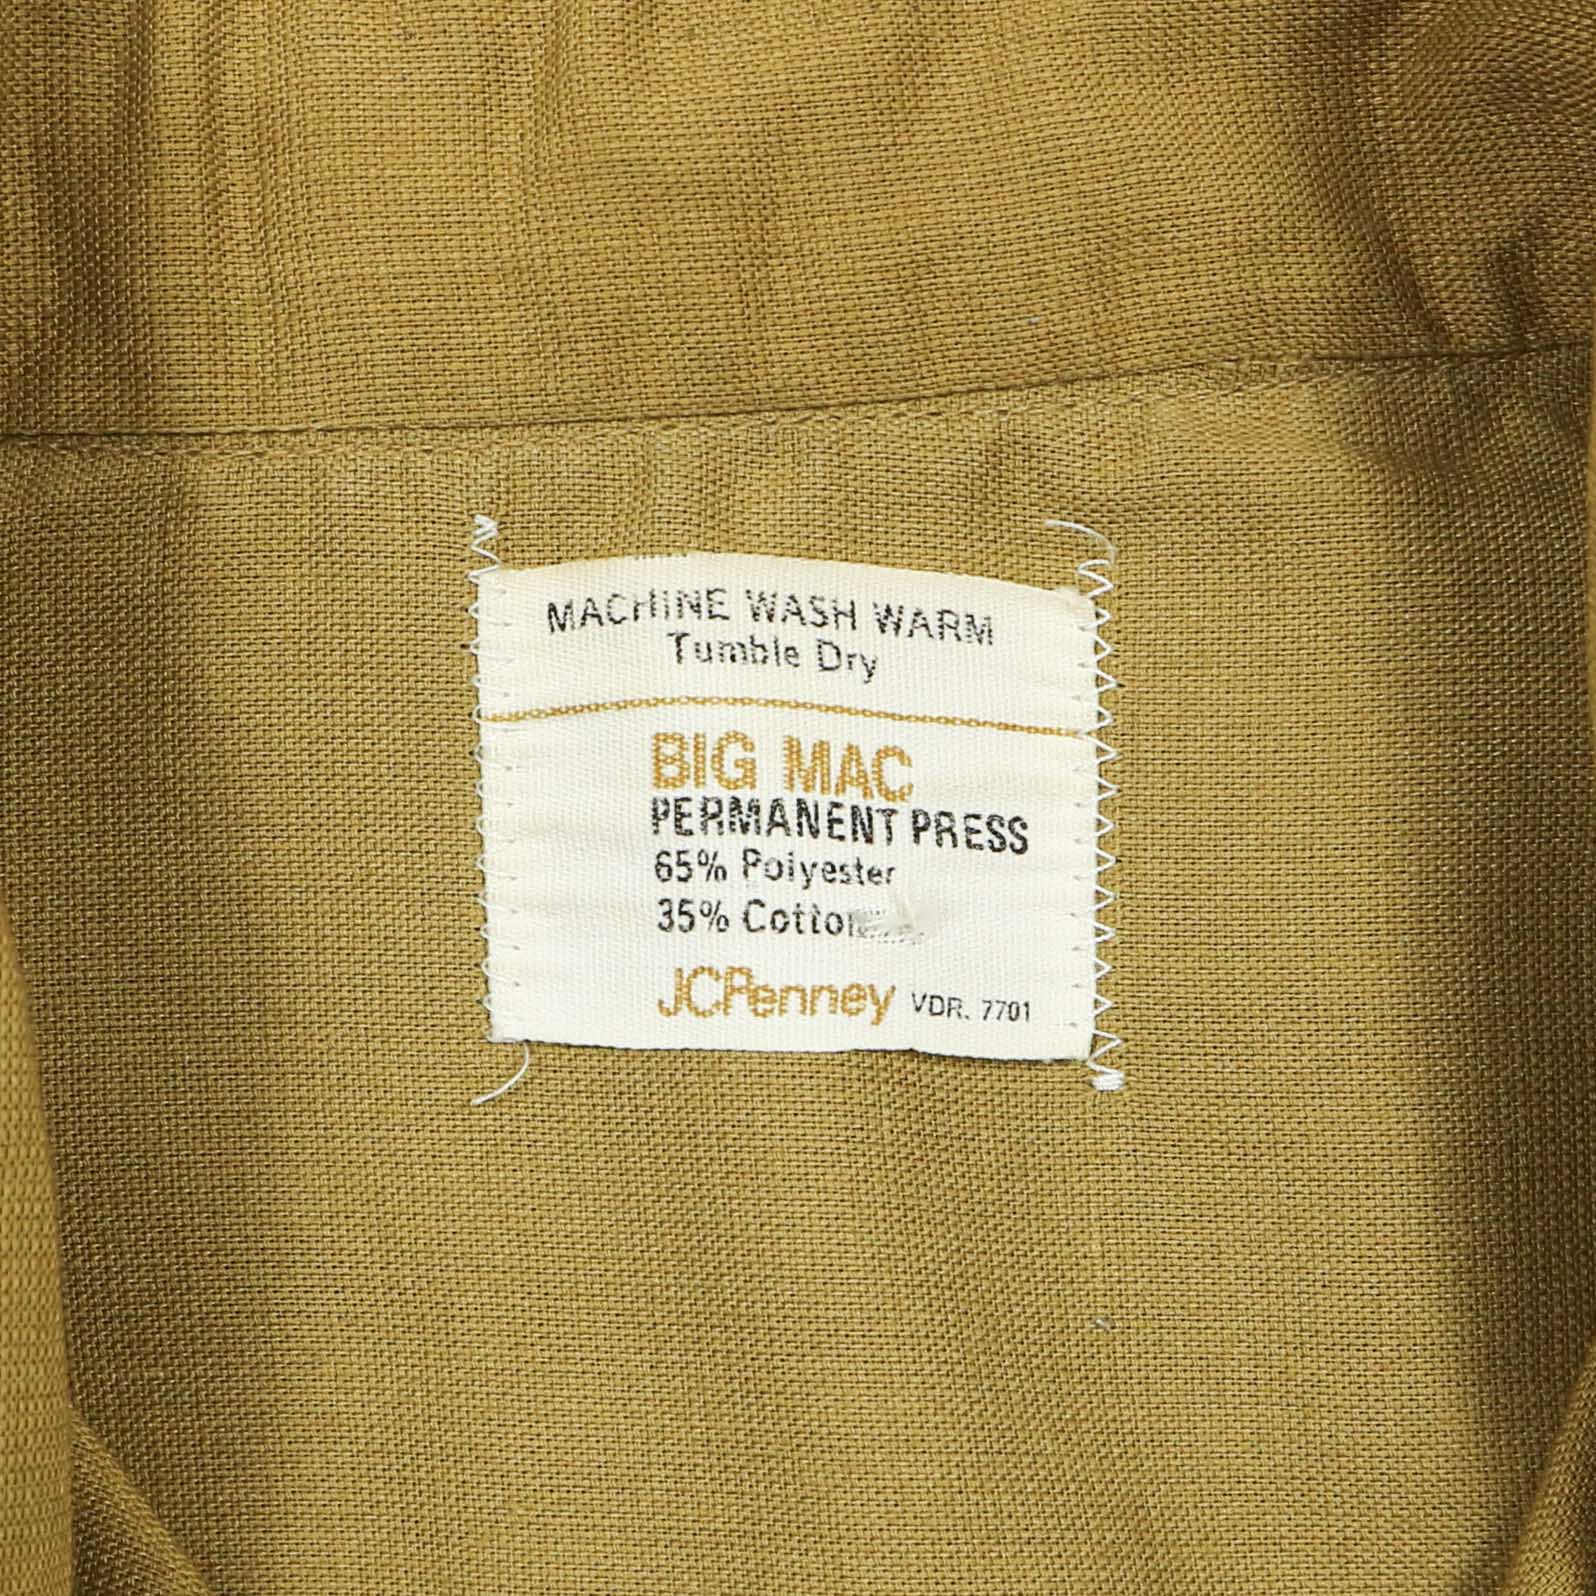 MACHINE WASH WARM
Tumble Dry
BIG MAC
PERMANENT PRESS
65% Polyester
35% Cotton
JCPenney VDR. 7701